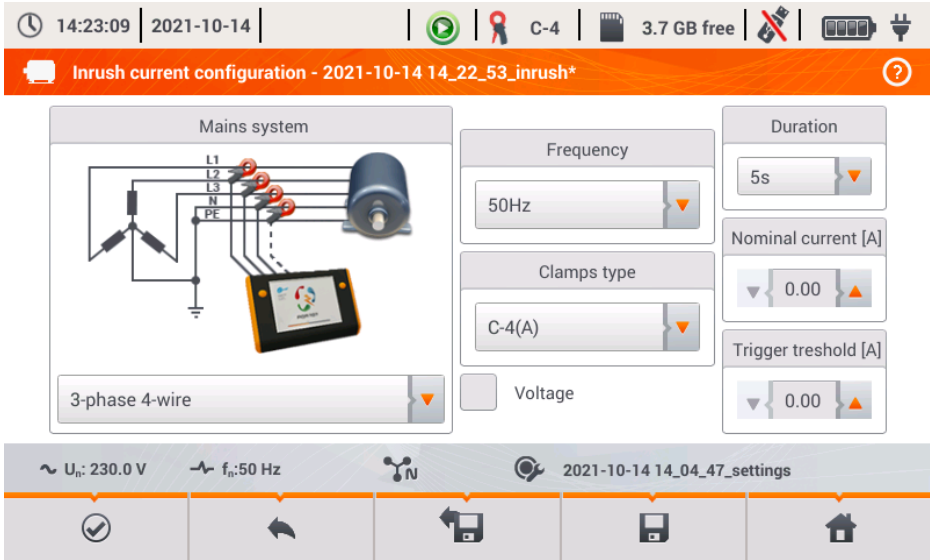 14:23:09 2021-10-14 C-4 3.7 GB free
Inrush current configuration - 2021-10-14 14_22_53_inrush* ?
Mains system
L1
L2
L3
N
PE
3-phase 4-wire
Frequency
50Hz
Clamps type
C-4(A)
Voltage
Duration
5s
Nominal current [A]
0.00
Trigger treshold [A]
0.00
Un: 230.0 V fn:50 Hz N 2021-10-14 14_04_47_settings